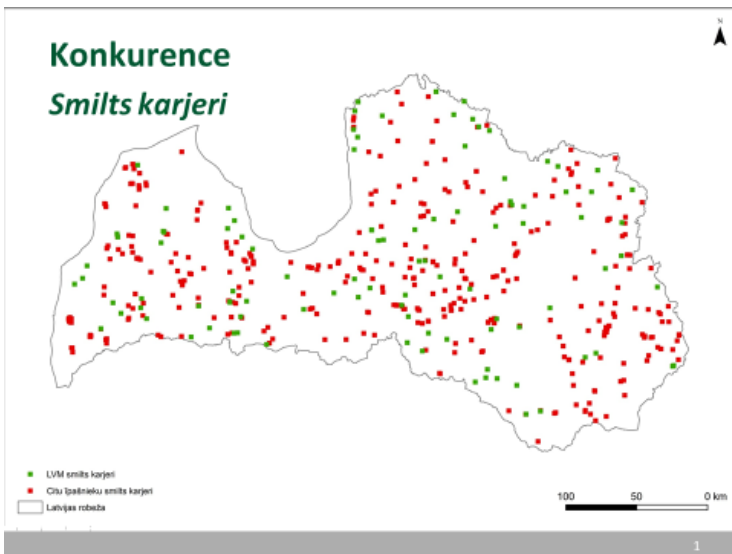 Konkurence
Smilts karjeri
N
LVM smilts karjeri
Citu īpašnieku smilts karjeri
Latvijas robeža
100 50 0 km
1